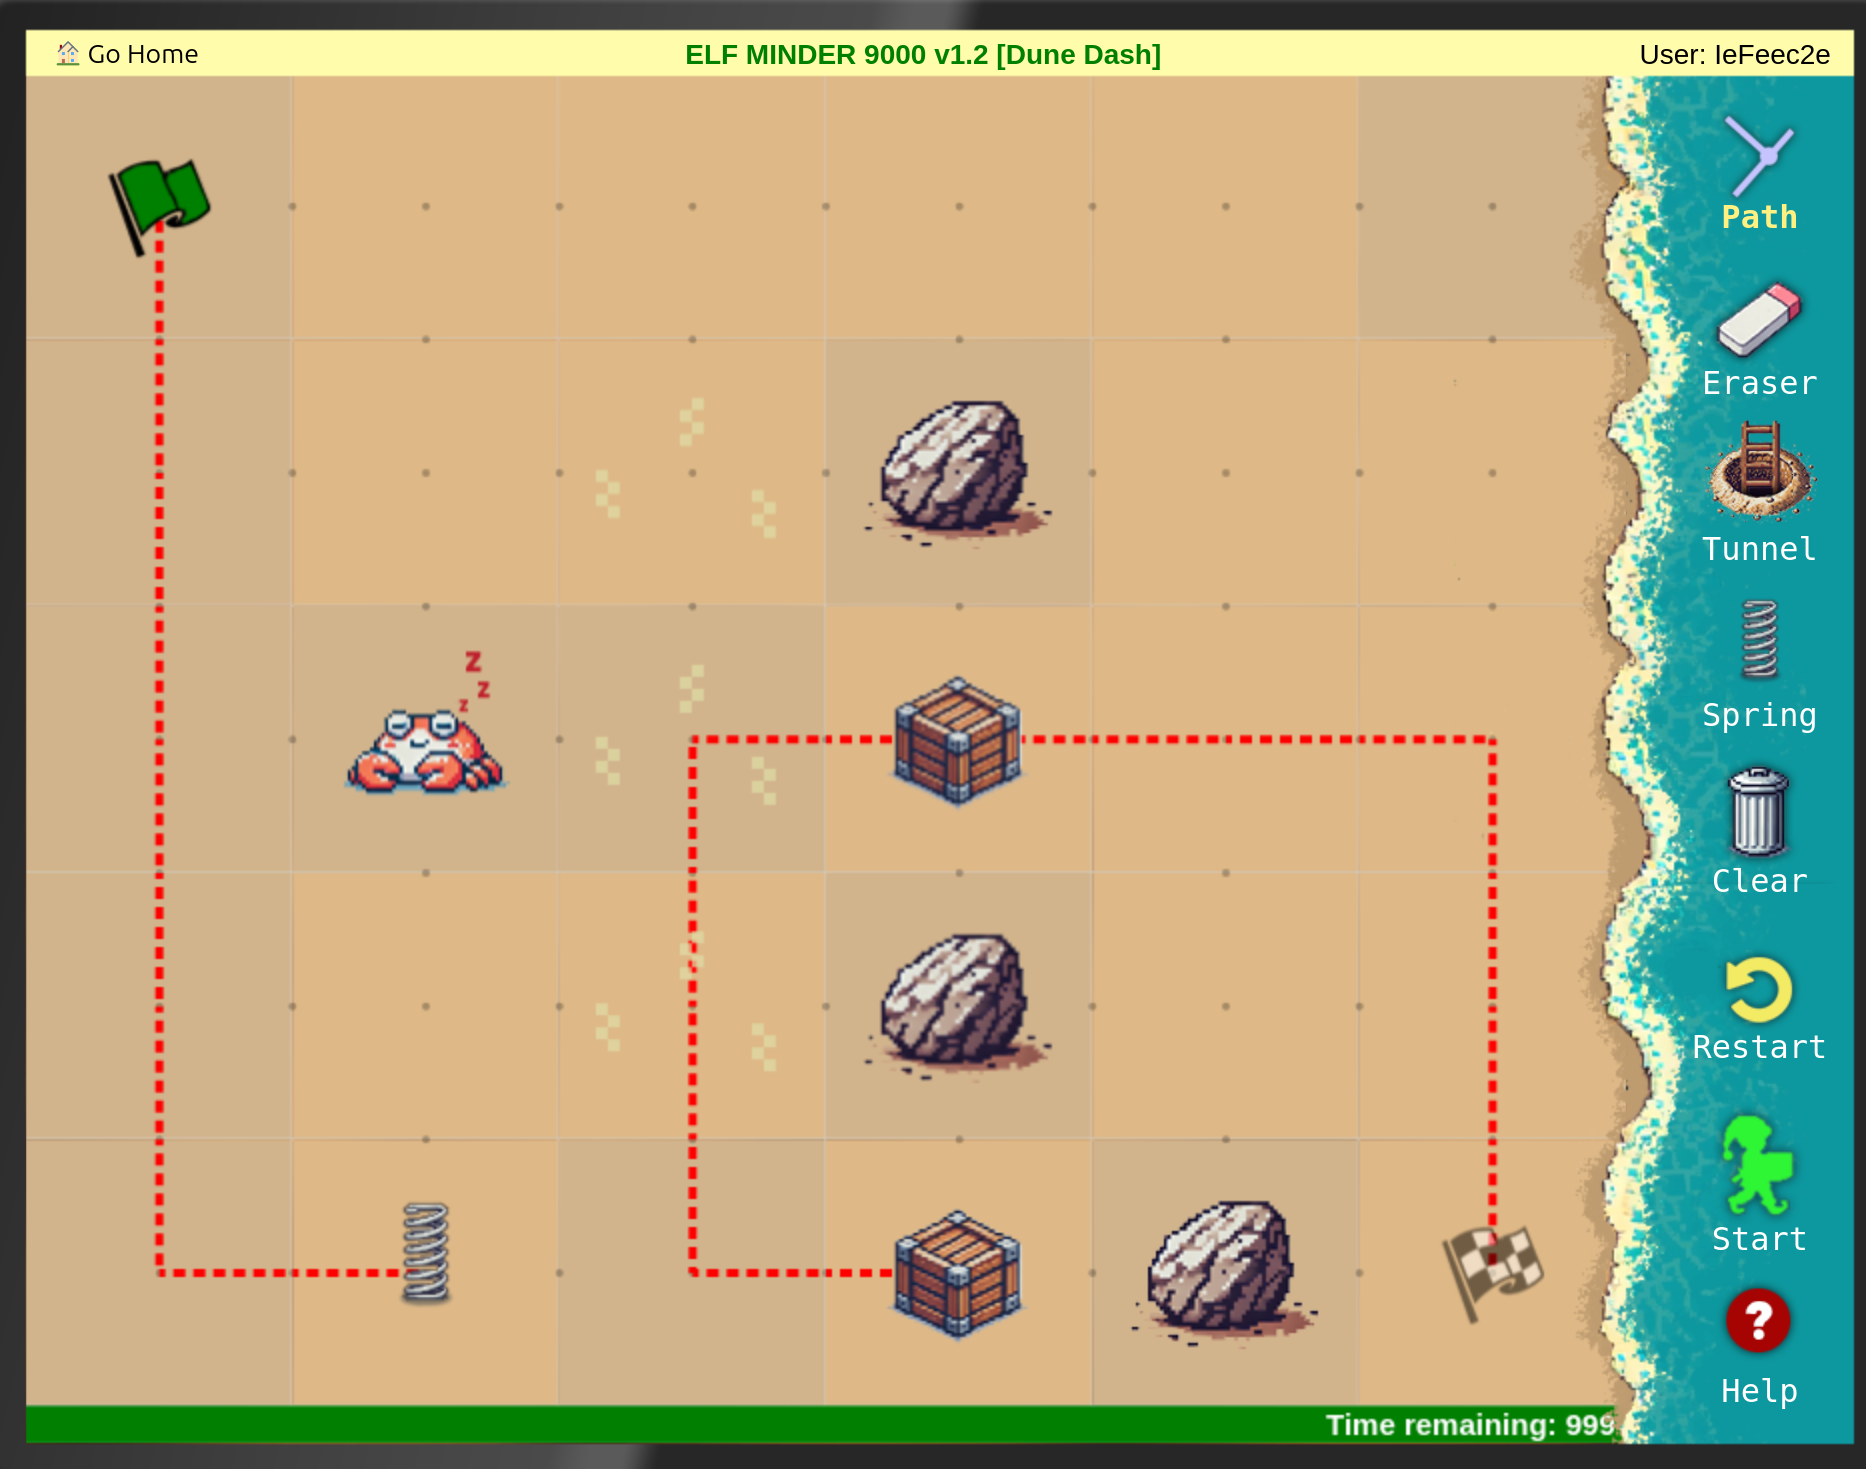 Go Home
ELF MINDER 9000 v1.2 [Dune Dash]
User: IeFeec2e
Path
Eraser
Tunnel
z
z
z
Spring
Clear
Restart
Start
?
Help
Time remaining: 999